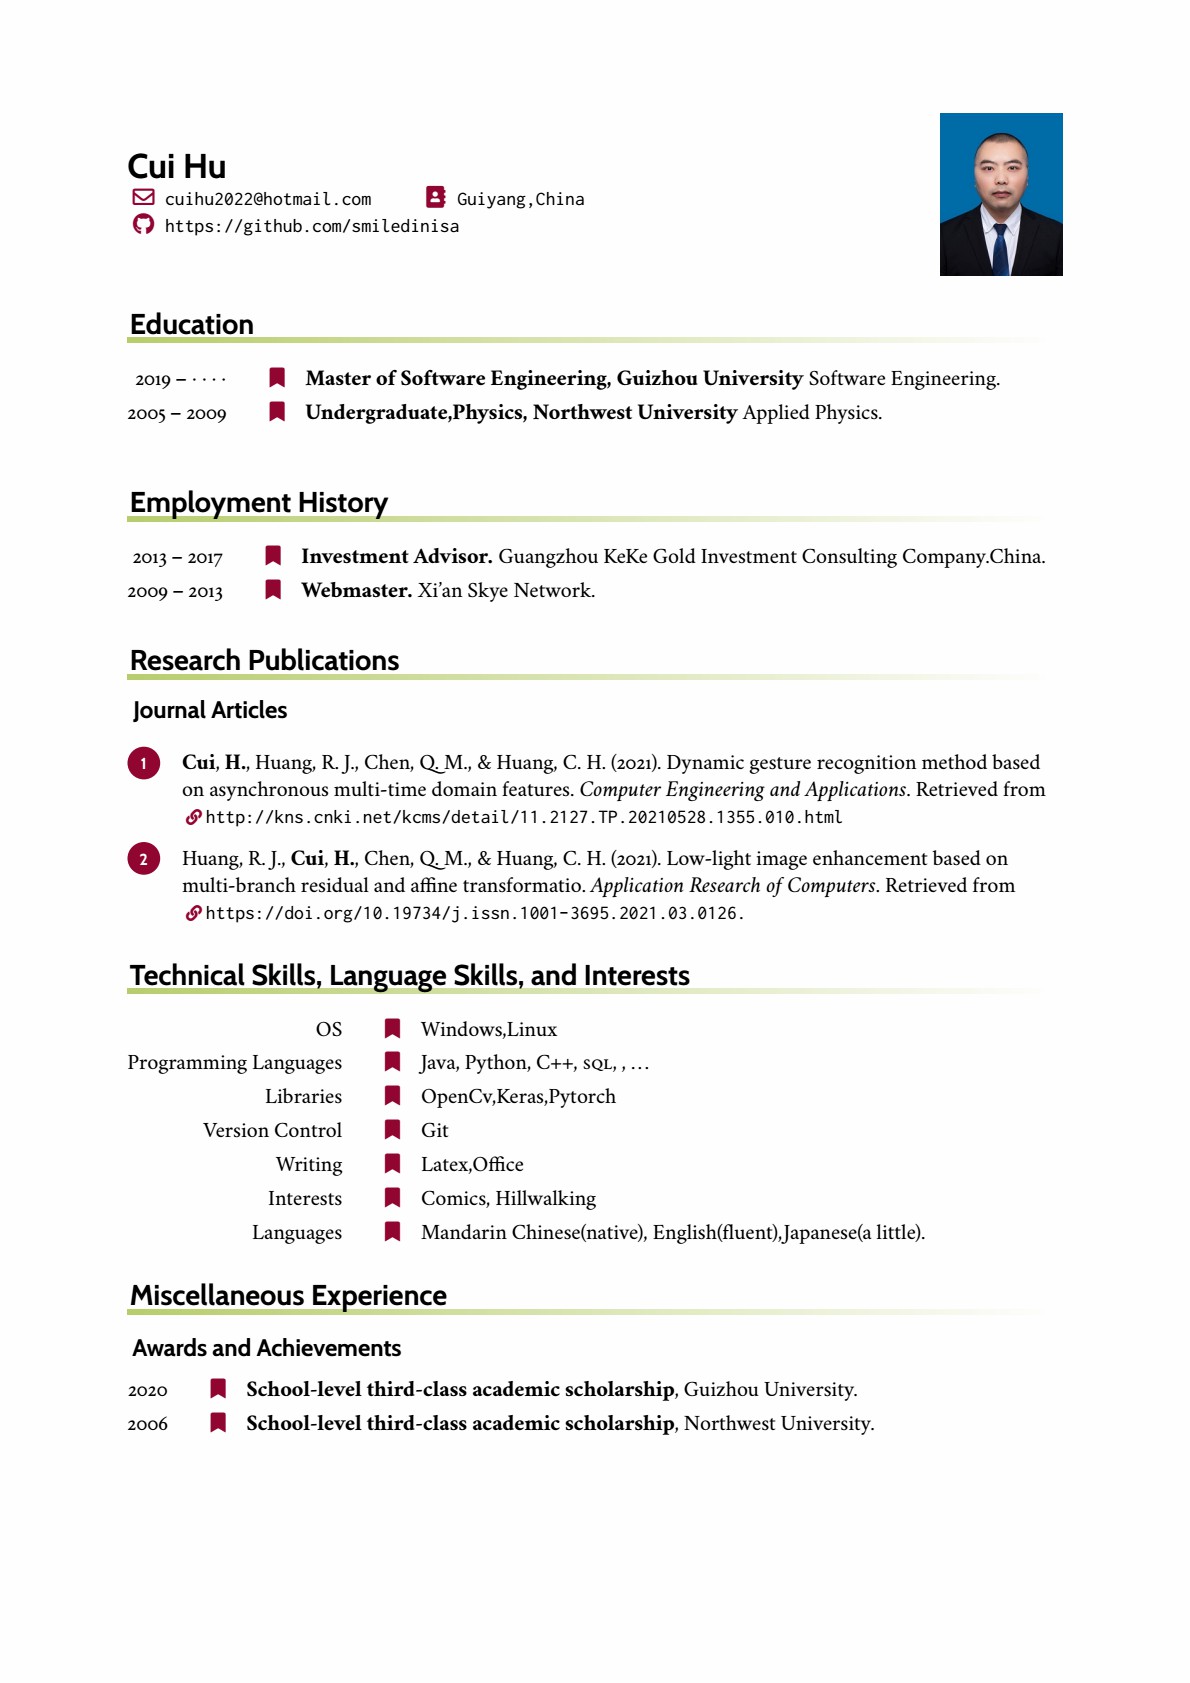 Cui Hu
cuihu2022@hotmail.com Guiyang,China
https://github.com/smiledinisa
Education
2019 – · · · · Master of Software Engineering, Guizhou University Software Engineering.
2005 – 2009 Undergraduate,Physics, Northwest University Applied Physics.
Employment History
2013 – 2017 Investment Advisor. Guangzhou KeKe Gold Investment Consulting Company.China.
2009 – 2013 Webmaster. Xi’an Skye Network.
Research Publications
Journal Articles
1 Cui, H., Huang, R. J., Chen, Q. M., & Huang, C. H. (2021). Dynamic gesture recognition method based
on asynchronous multi-time domain features. Computer Engineering and Applications. Retrieved from
http://kns.cnki.net/kcms/detail/11.2127.TP.20210528.1355.010.html
2 Huang, R. J., Cui, H., Chen, Q. M., & Huang, C. H. (2021). Low-light image enhancement based on
multi-branch residual and affine transformatio. Application Research of Computers. Retrieved from
https://doi.org/10.19734/j.issn.1001-3695.2021.03.0126.
Technical Skills, Language Skills, and Interests
OS Windows,Linux
Programming Languages Java, Python, C++, SQL, , …
Libraries OpenCv,Keras,Pytorch
Version Control Git
Writing Latex,Office
Interests Comics, Hillwalking
Languages Mandarin Chinese(native), English(fluent),Japanese(a little).
Miscellaneous Experience
Awards and Achievements
2020 School-level third-class academic scholarship, Guizhou University.
2006 School-level third-class academic scholarship, Northwest University.